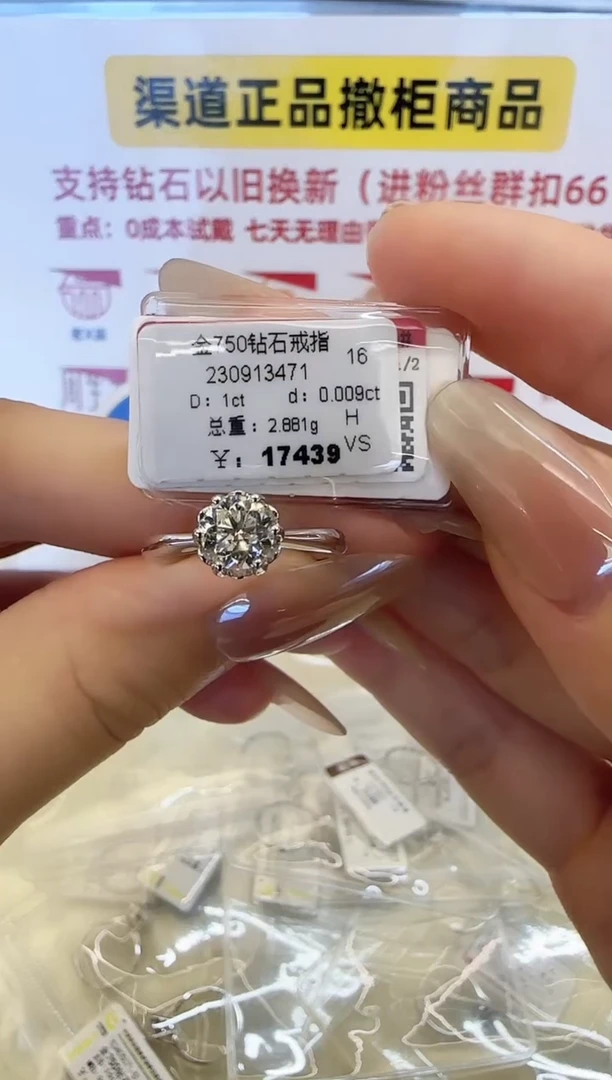 渠道正品撤柜商品
支持钻石以旧换新（进粉丝群扣66
重点：0成本试戴 七天无理由
金750钻石戒指
16
230913471
D：1ct d：0.009ct
总重：2.881g H
¥：17439 VS
1/2